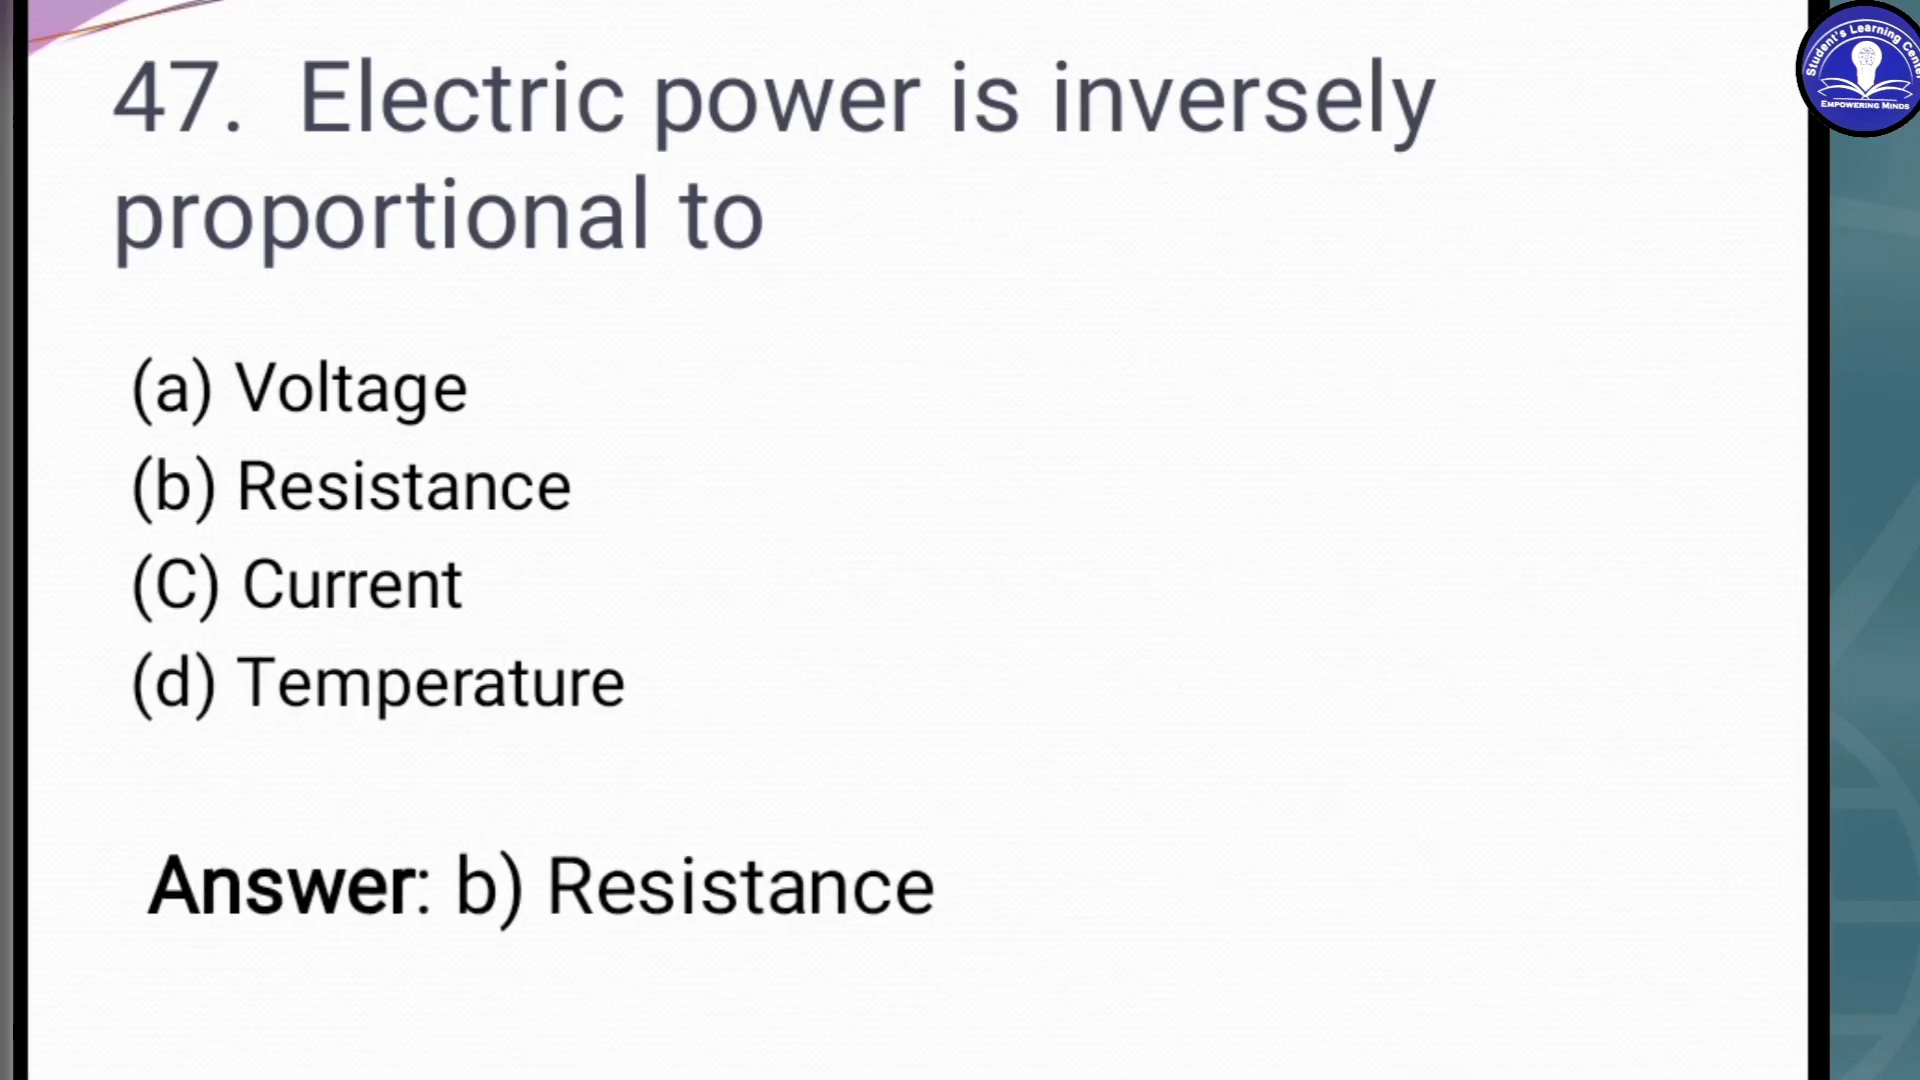 47. Electric power is inversely
proportional to
(a) Voltage
(b) Resistance
(C) Current
(d) Temperature
Answer: b) Resistance
Student's Learning Center
EMPOWERING MINDS